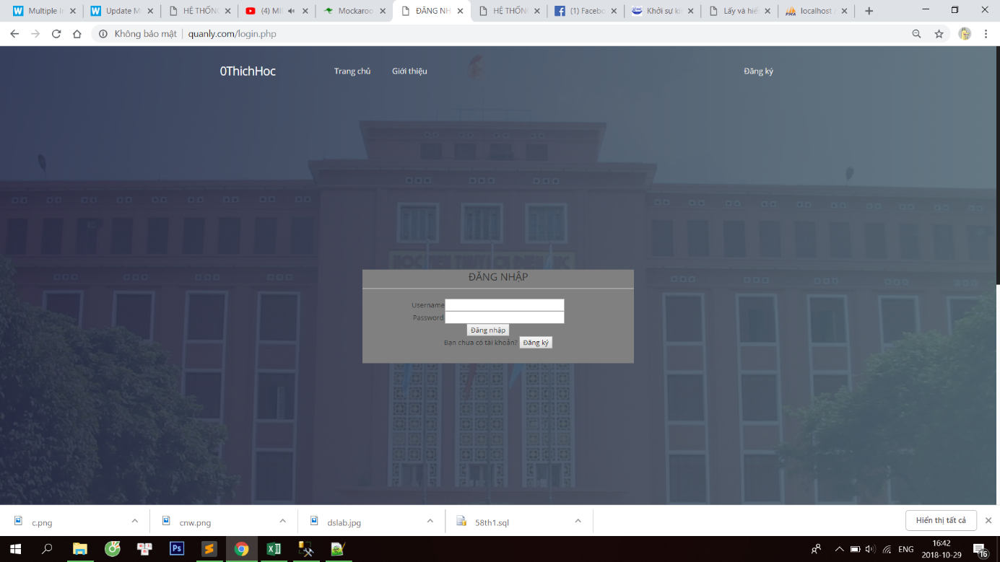 Multiple In
Update M
HỆ THỐN
(4) MI
Mockaroo
ĐĂNG NH
HỆ THỐN
(1) Facebo
Khởi sự ki
Lấy và hiể
localhost /
Không bảo mật
quanly.com/login.php
0ThichHoc
Trang chủ
Giới thiệu
Đăng ký
ĐĂNG NHẬP
Username
Password
Đăng nhập
Bạn chưa có tài khoản? Đăng ký
c.png
cnw.png
dslab.jpg
58th1.sql
Hiển thị tất cả
Ps
ENG
16:42
2018-10-29
16